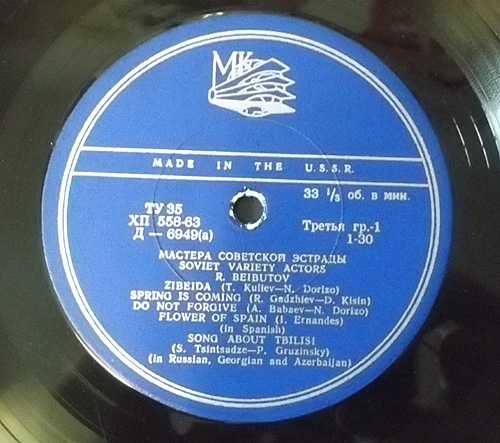 МК
MADE IN THE U.S.S.R.
33 ⅓ об. в мин.
ТУ 35
ХП 558-63
Д — 6949(а)
Третья гр.-1
1-30
МАСТЕРА СОВЕТСКОЙ ЭСТРАДЫ
SOVIET VARIETY ACTORS
R. BEIBUTOV
ZIBEIDA (T. Kuliev—N. Dorizo)
SPRING IS COMING (R. Gadzhiev—D. Kisin)
DO NOT FORGIVE (A. Babaev—N. Dorizo)
FLOWER OF SPAIN (I. Ernandes)
(in Spanish)
SONG ABOUT TBILISI
(S. Tsintsadze—P. Gruzinsky)
(in Russian, Georgian and Azerbaijan)